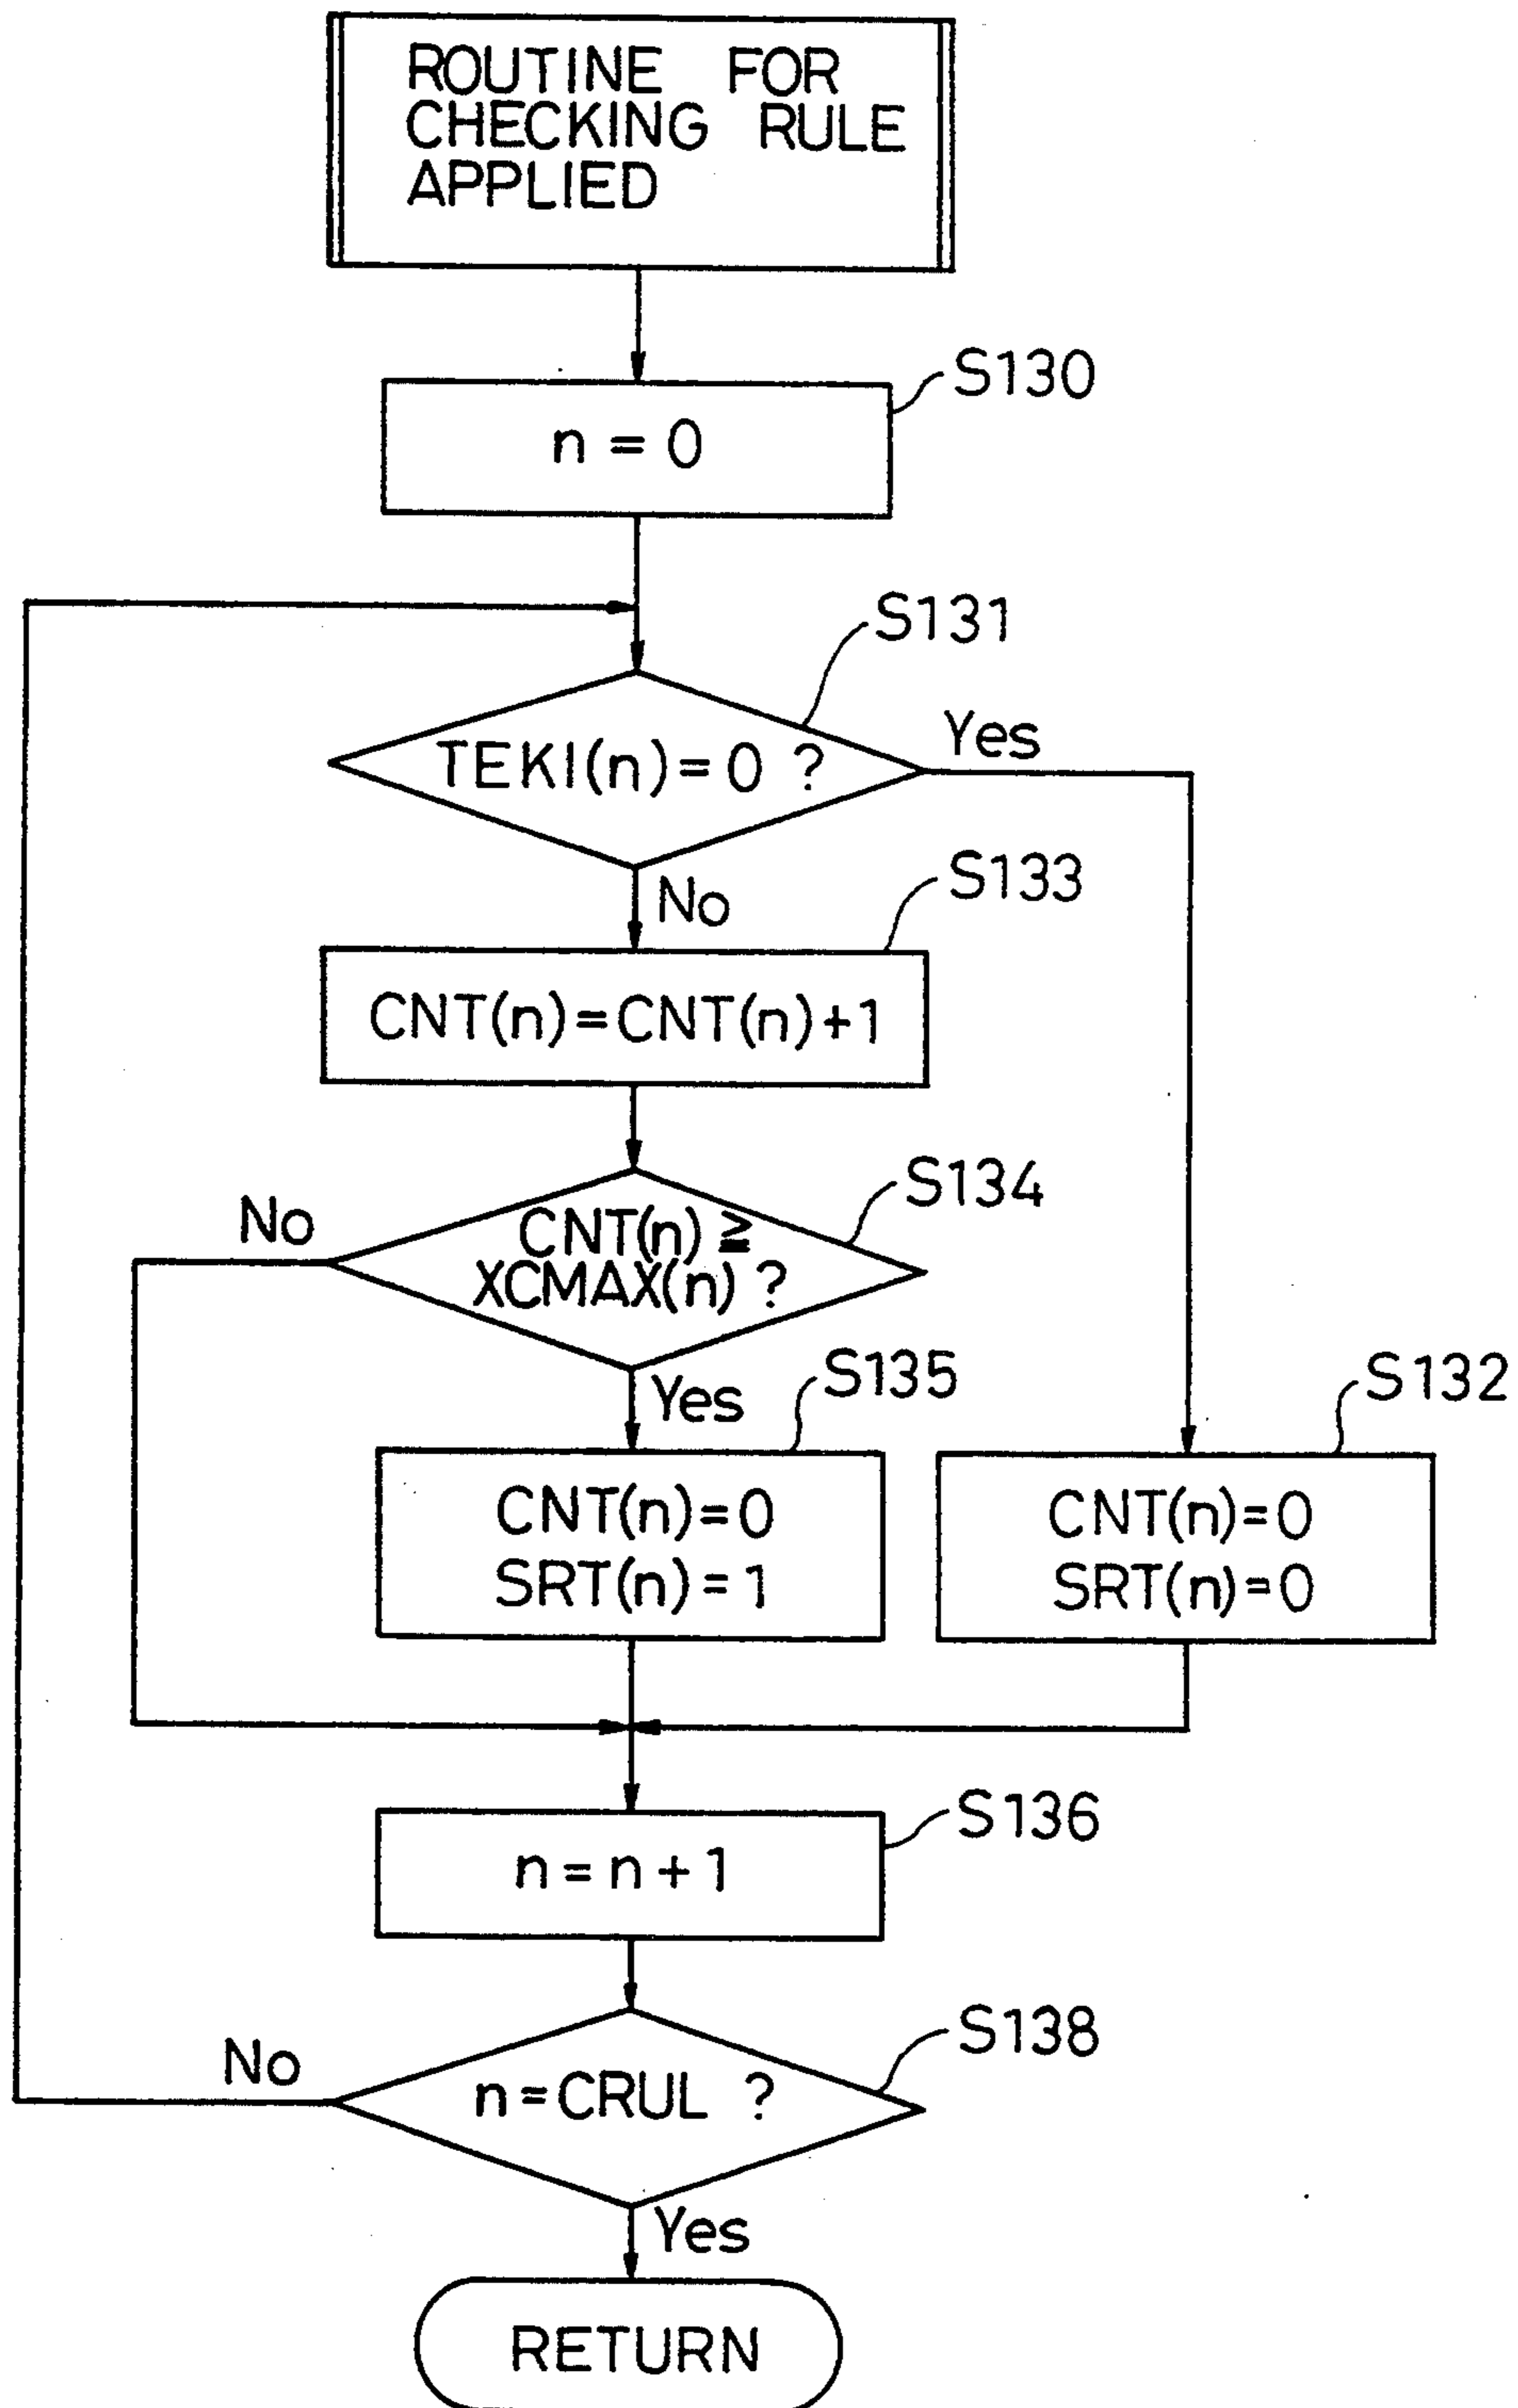 ROUTINE FOR
CHECKING RULE
APPLIED
S130
n = 0
S131
TEKI(n) = 0 ?
Yes
No
S133
CNT(n) = CNT(n) + 1
S134
No
CNT(n) ≧
XCMAX(n) ?
Yes
S135
S132
CNT(n) = 0
SRT(n) = 1
CNT(n) = 0
SRT(n) = 0
S136
n = n + 1
S138
No
n = CRUL ?
Yes
RETURN